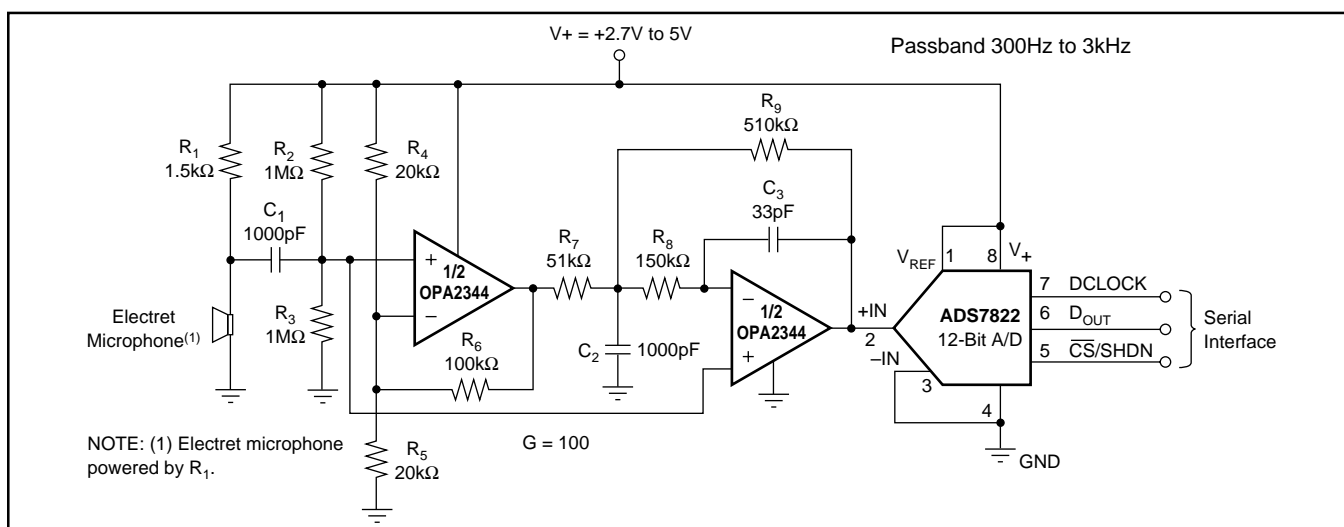 V+ = +2.7V to 5V
Passband 300Hz to 3kHz
R1
1.5kΩ
R2
1MΩ
R4
20kΩ
R9
510kΩ
C3
33pF
C1
1000pF
R7
51kΩ
R8
150kΩ
+
1/2
OPA2344
−
−
1/2
OPA2344
+
VREF
1
8
V+
7
DCLOCK
+IN
2
ADS7822
12-Bit A/D
6
DOUT
Serial
Interface
−IN
3
5
CS/SHDN
4
GND
Electret
Microphone(1)
R3
1MΩ
R6
100kΩ
C2
1000pF
NOTE: (1) Electret microphone
powered by R1.
R5
20kΩ
G = 100